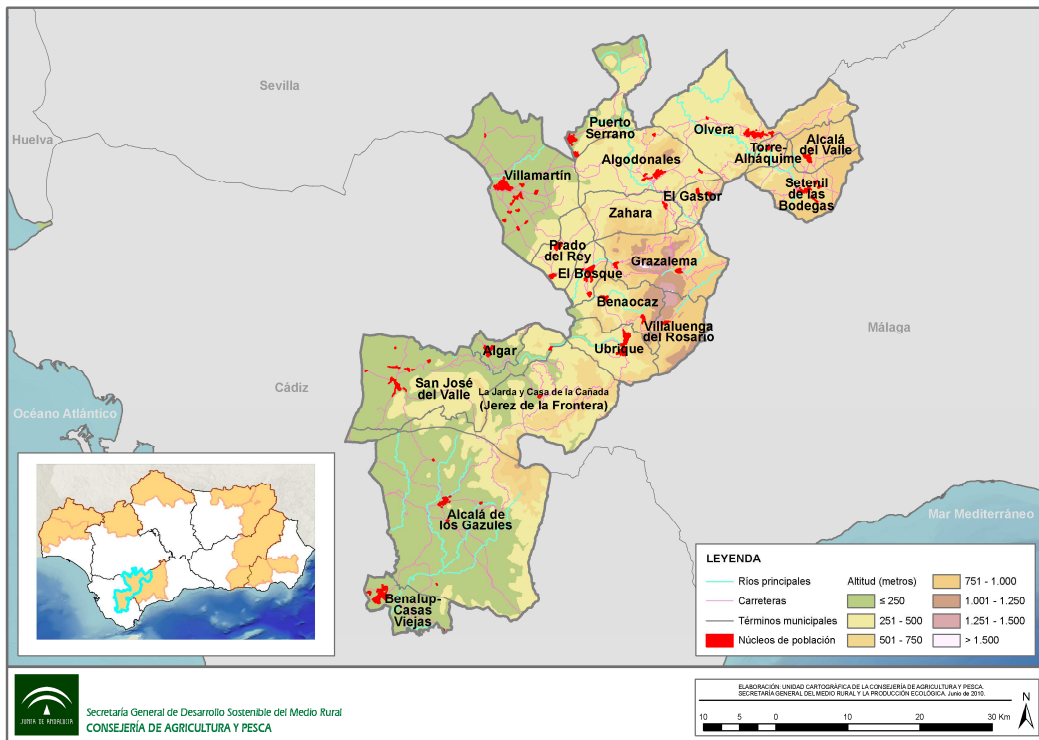 Sevilla
Huelva
Puerto
Serrano
Olvera
Alcalá
del Valle
Torre-
Alháquime
Algodonales
Villamartín
Setenil
de las
Bodegas
El Gastor
Zahara
Prado
del Rey
Grazalema
El Bosque
Benaocaz
Villaluenga
del Rosario
Málaga
Ubrique
Algar
San José
del Valle
La Jarda y Casa de la Cañada
(Jerez de la Frontera)
Cádiz
Océano Atlántico
Alcalá de
los Gazules
Mar Mediterráneo
Benalup-
Casas
Viejas
LEYENDA
Ríos principales
Carreteras
Términos municipales
Núcleos de población
Altitud (metros)
≤ 250
251 - 500
501 - 750
751 - 1.000
1.001 - 1.250
1.251 - 1.500
> 1.500
JUNTA DE ANDALUCIA
Secretaría General de Desarrollo Sostenible del Medio Rural
CONSEJERÍA DE AGRICULTURA Y PESCA
ELABORACIÓN: UNIDAD CARTOGRÁFICA DE LA CONSEJERÍA DE AGRICULTURA Y PESCA.
SECRETARÍA GENERAL DEL MEDIO RURAL Y LA PRODUCCIÓN ECOLÓGICA. Junio de 2010.
10 5 0 10 20 30 Km
N